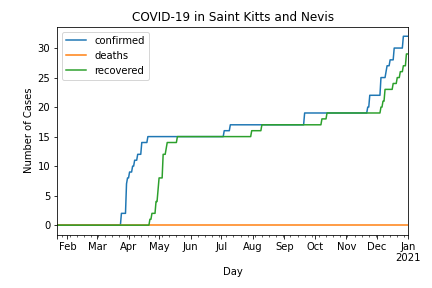 COVID-19 in Saint Kitts and Nevis
confirmed
deaths
recovered
Number of Cases
30
25
20
15
10
5
0
Feb Mar Apr May Jun Jul Aug Sep Oct Nov Dec Jan
2021
Day